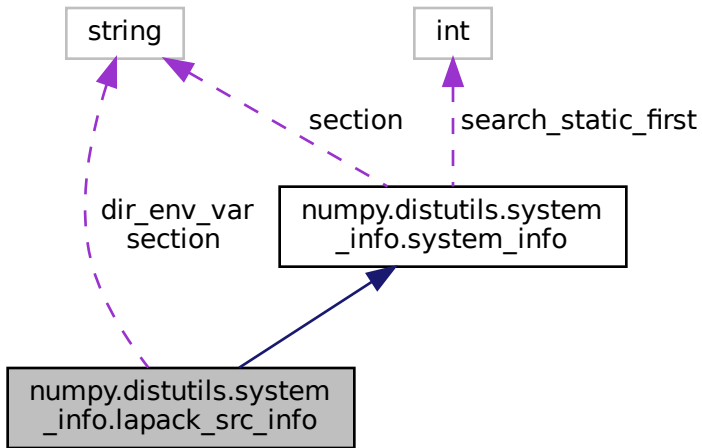 string
int
section
search_static_first
dir_env_var
section
numpy.distutils.system
_info.system_info
numpy.distutils.system
_info.lapack_src_info